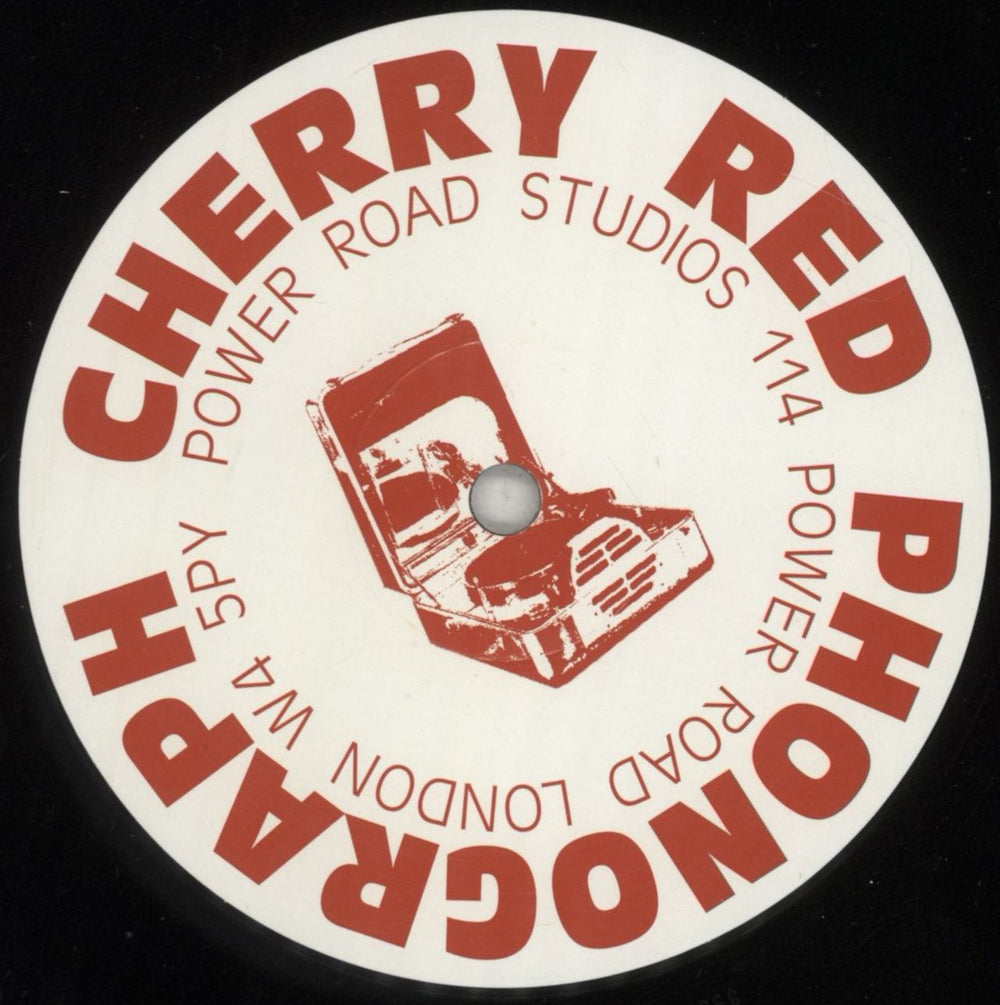 CHERRY RED PHONOGRAPH
POWER ROAD STUDIOS 114 POWER ROAD LONDON W4 5PY